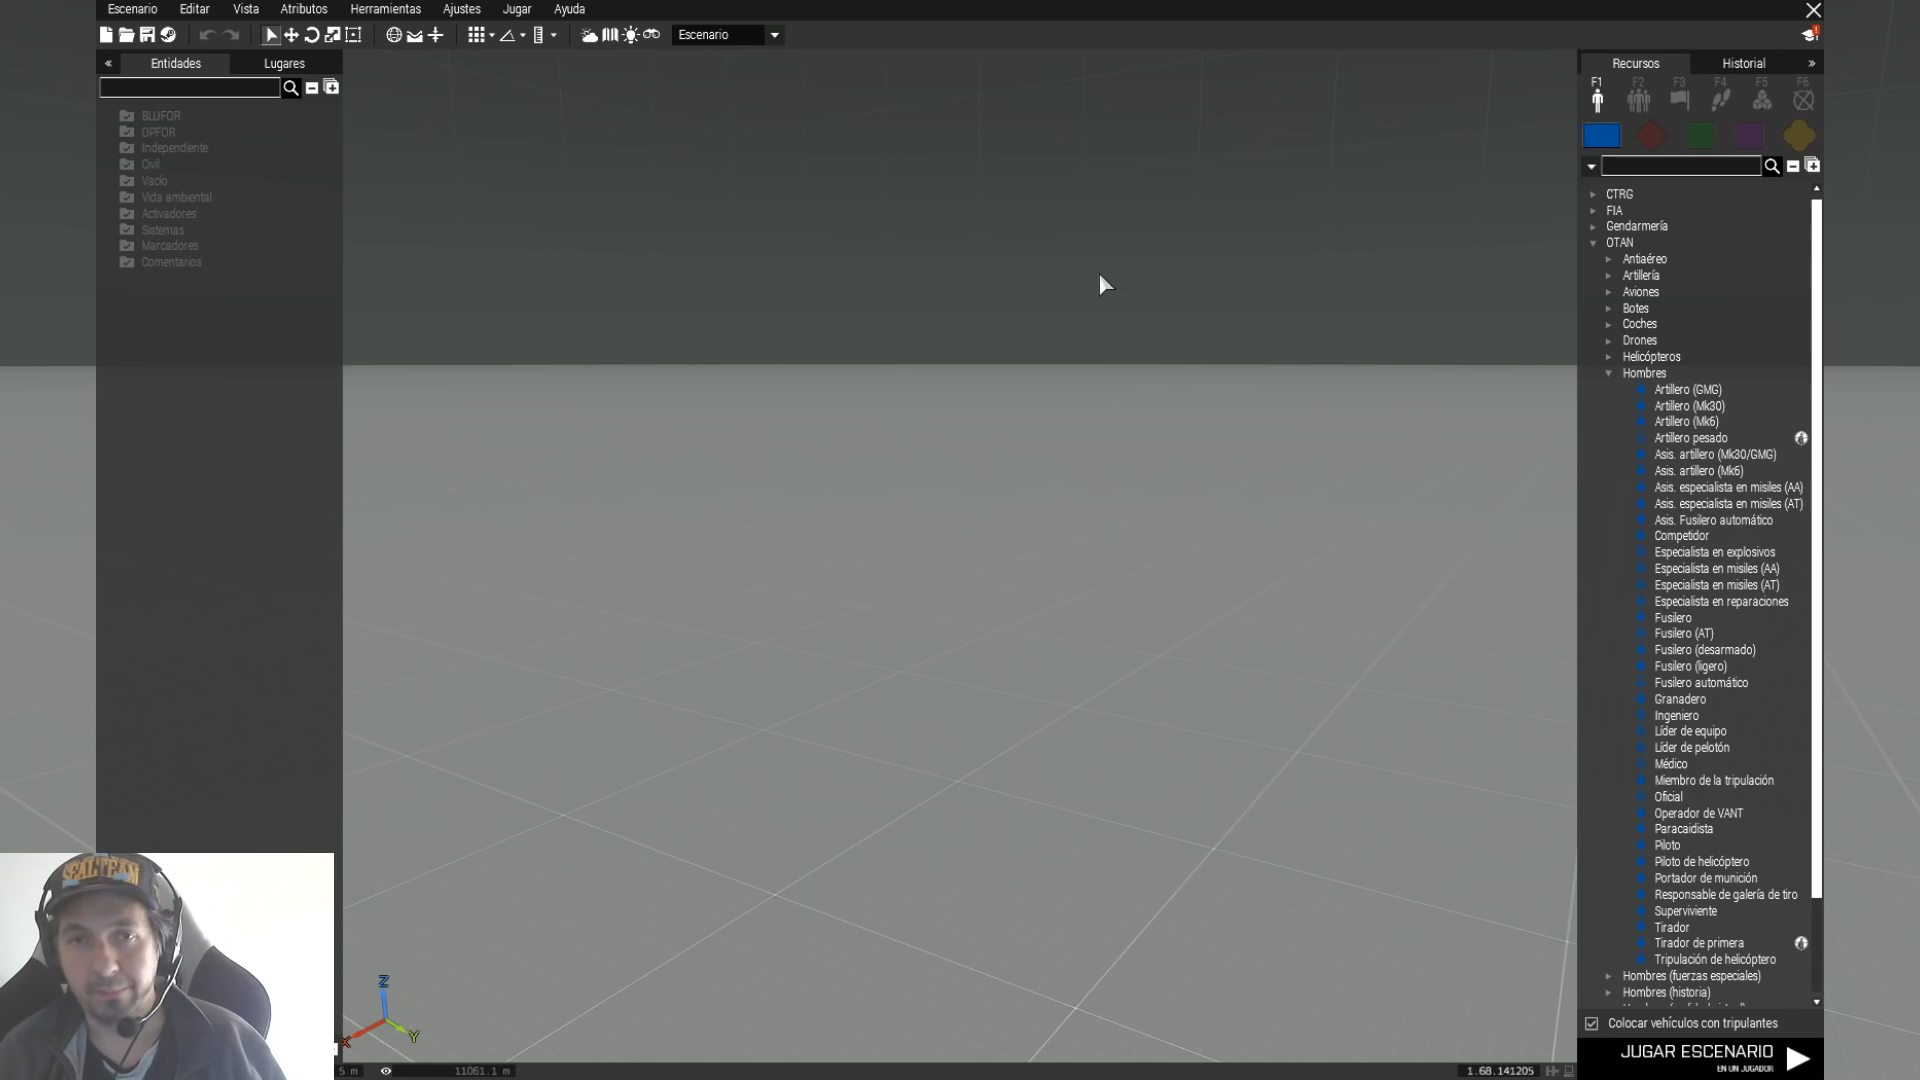 Escenario Editar Vista Atributos Herramientas Ajustes Jugar Ayuda
Escenario
« Entidades Lugares
BLUFOR
OPFOR
Independiente
Civil
Vacío
Vida ambiental
Activadores
Sistemas
Marcadores
Comentarios
Recursos Historial »
F1 F2 F3 F4 F5 F6
CTRG
FIA
Gendarmería
OTAN
Antiaéreo
Artillería
Aviones
Botes
Coches
Drones
Helicópteros
Hombres
Artillero (GMG)
Artillero (Mk30)
Artillero (Mk6)
Artillero pesado
Asis. artillero (Mk30/GMG)
Asis. artillero (Mk6)
Asis. especialista en misiles (AA)
Asis. especialista en misiles (AT)
Asis. Fusilero automático
Competidor
Especialista en explosivos
Especialista en misiles (AA)
Especialista en misiles (AT)
Especialista en reparaciones
Fusilero
Fusilero (AT)
Fusilero (desarmado)
Fusilero (ligero)
Fusilero automático
Granadero
Ingeniero
Líder de equipo
Líder de pelotón
Médico
Miembro de la tripulación
Oficial
Operador de VANT
Paracaidista
Piloto
Piloto de helicóptero
Portador de munición
Responsable de galería de tiro
Superviviente
Tirador
Tirador de primera
Tripulación de helicóptero
Hombres (fuerzas especiales)
Hombres (historia)
Colocar vehículos con tripulantes
JUGAR ESCENARIO
EN UN JUGADOR
SEAL TEAM
Z
X
Y
5 m
11061.1 m
1.68.141205